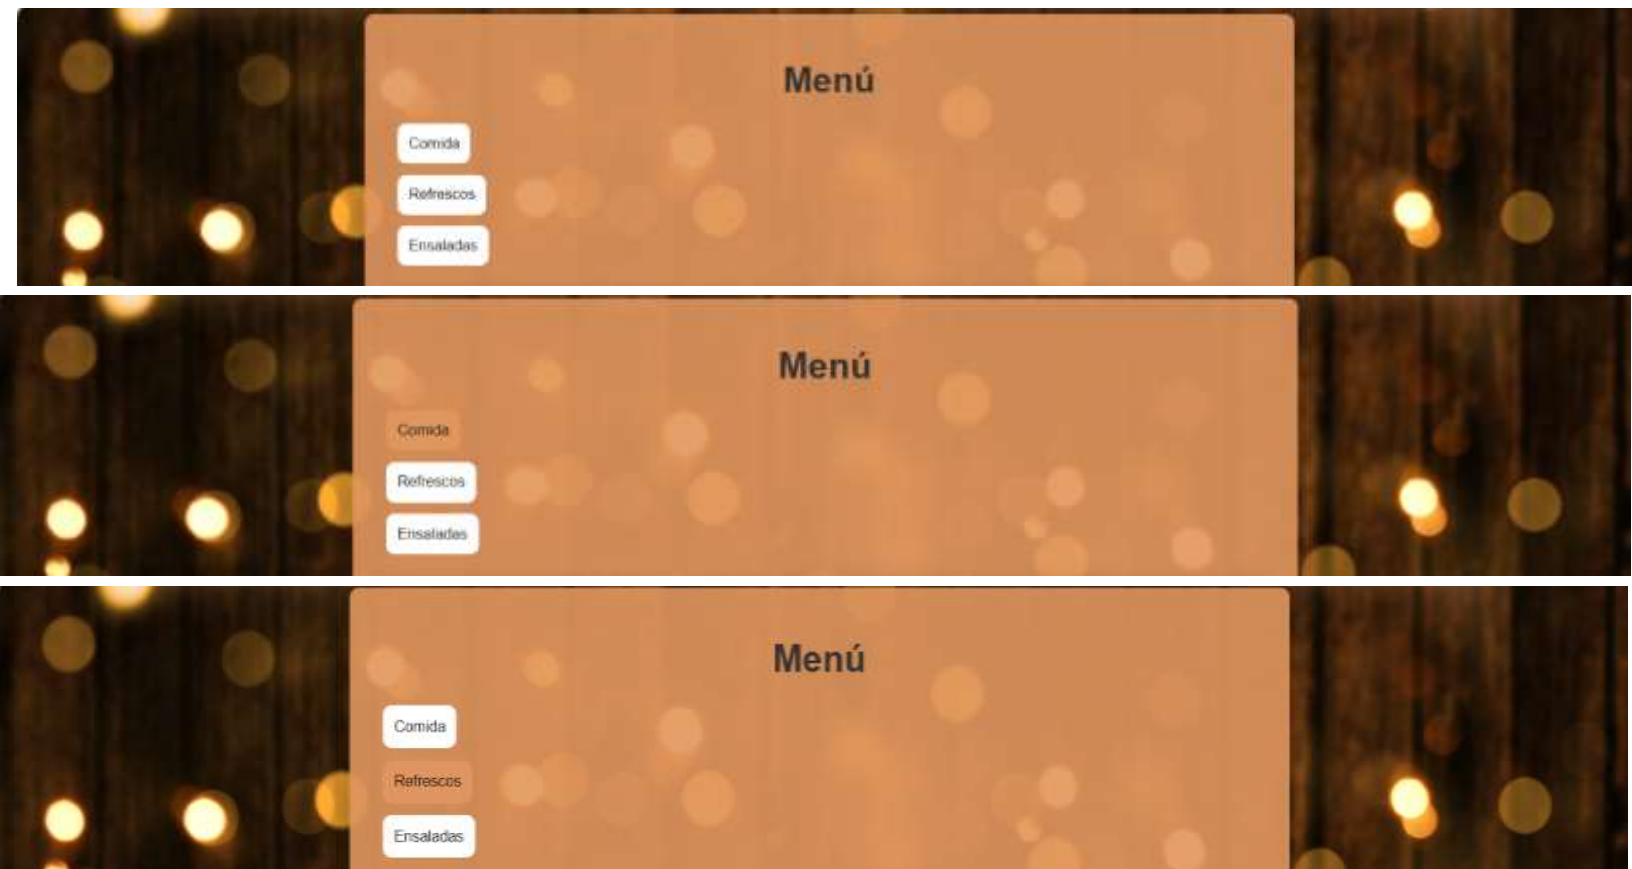 Menú
Comida
Refrescos
Ensaladas
Menú
Comida
Refrescos
Ensaladas
Menú
Comida
Refrescos
Ensaladas